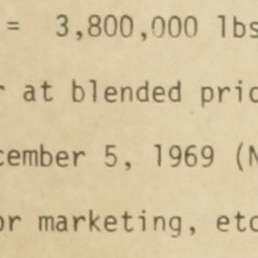 = 3,800,000 lbs
r at blended pric
cember 5, 1969 (N
or marketing, etc